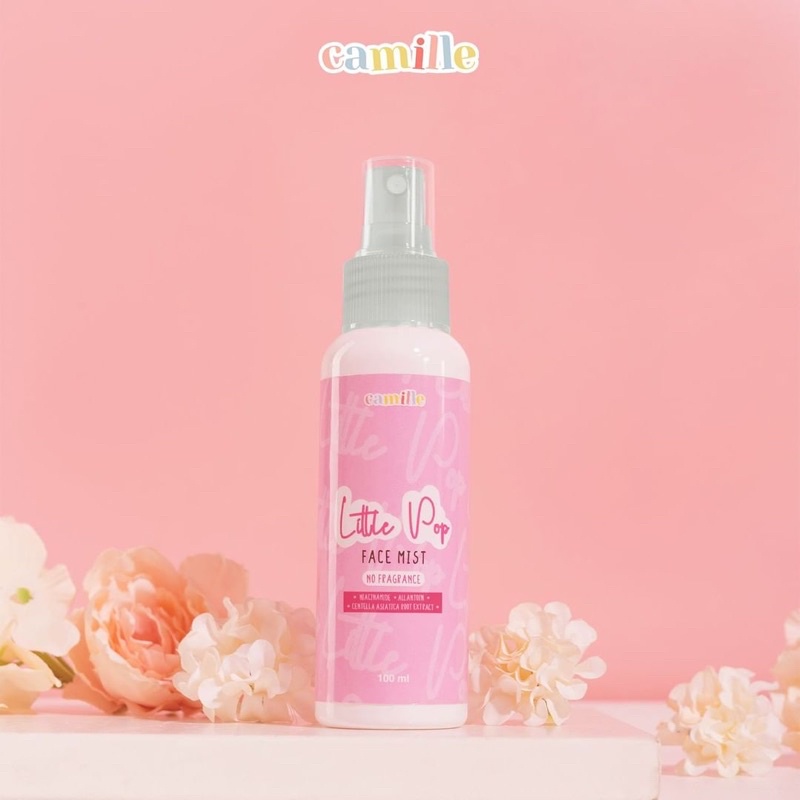 camille
camille
Little Pop
FACE MIST
NO FRAGRANCE
• NIACINAMIDE • ALLANTOIN •
• CENTELLA ASIATICA ROOT EXTRACT •
100 ml